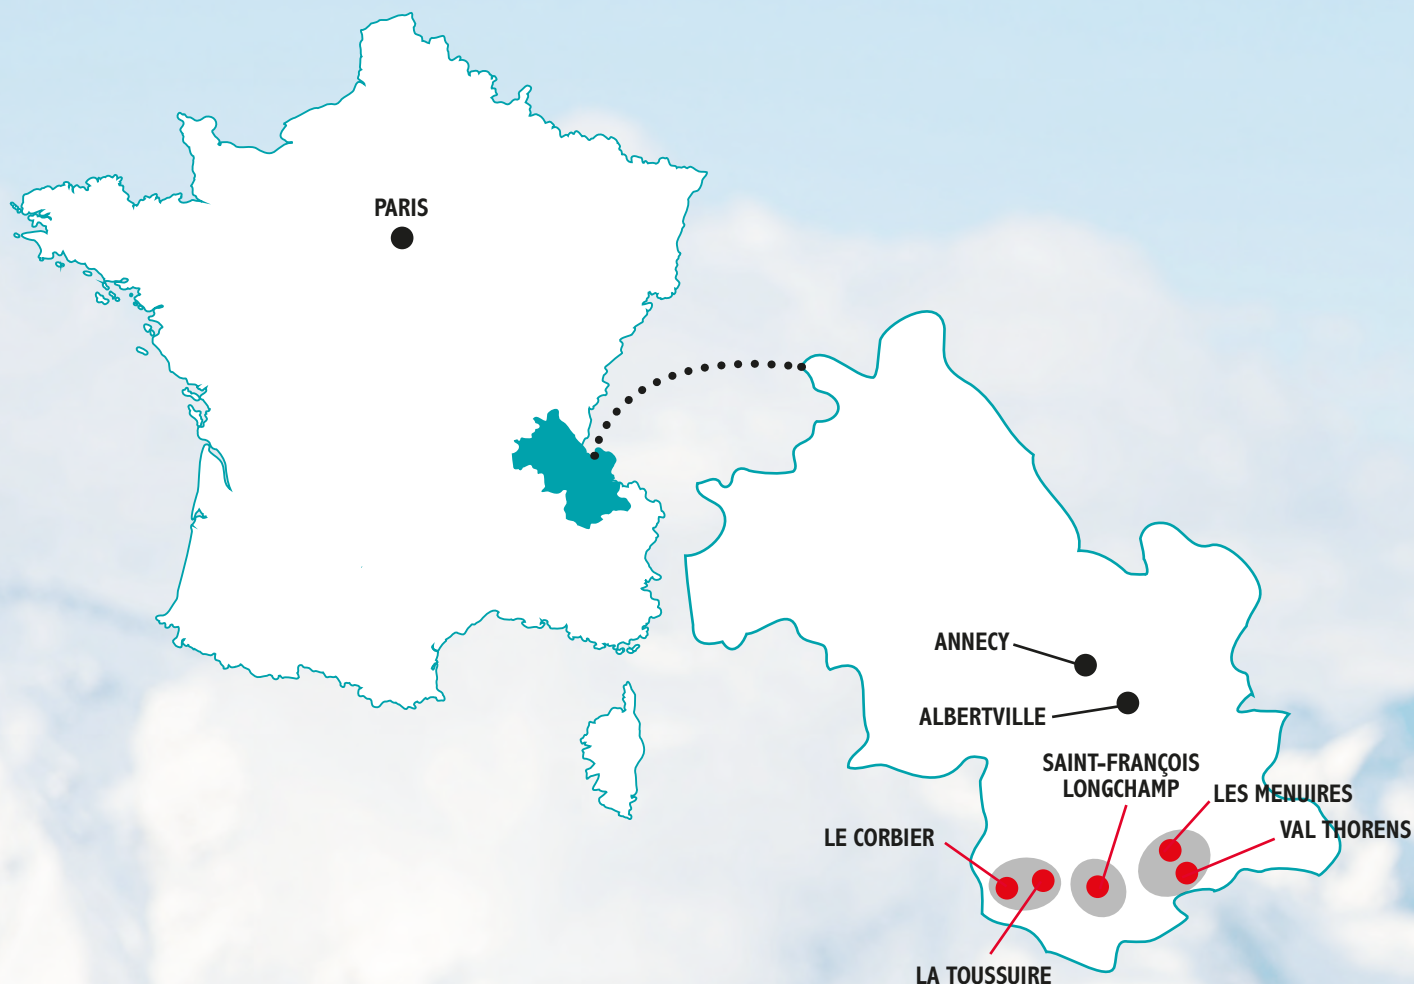 PARIS
ANNECY
ALBERTVILLE
SAINT-FRANÇOIS
LONGCHAMP
LES MENUIRES
VAL THORENS
LE CORBIER
LA TOUSSUIRE